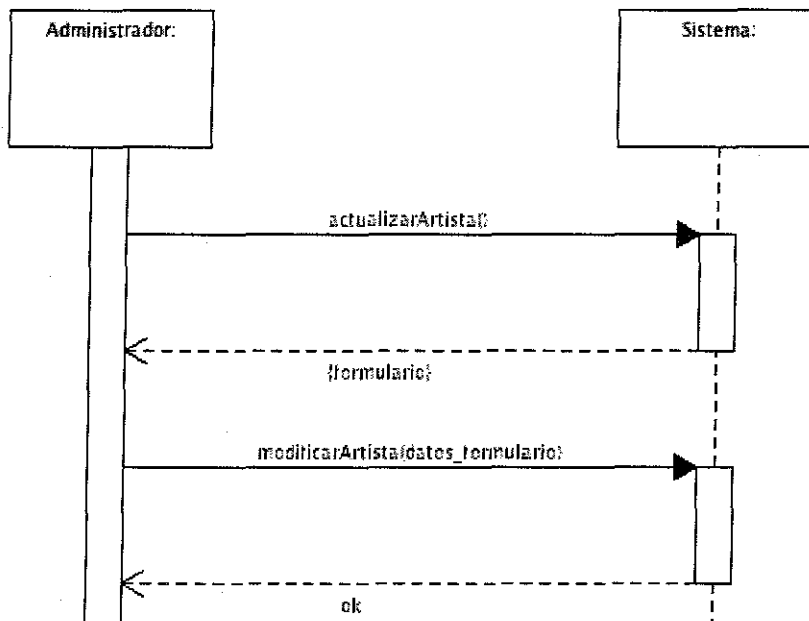 Administrador:
Sistema:
actualizarArtista()
(formulario)
modificarArtista(datos_formulario)
ok